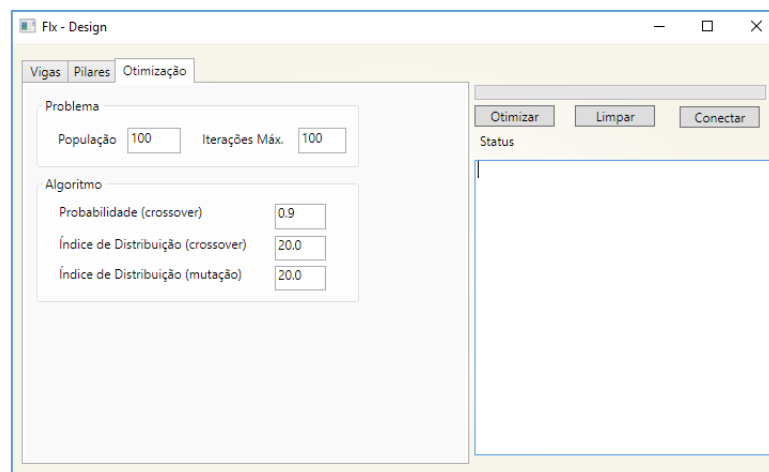 Flx - Design
Vigas Pilares Otimização
Problema
População 100 Iterações Máx. 100
Algoritmo
Probabilidade (crossover) 0.9
Índice de Distribuição (crossover) 20.0
Índice de Distribuição (mutação) 20.0
Otimizar Limpar Conectar
Status